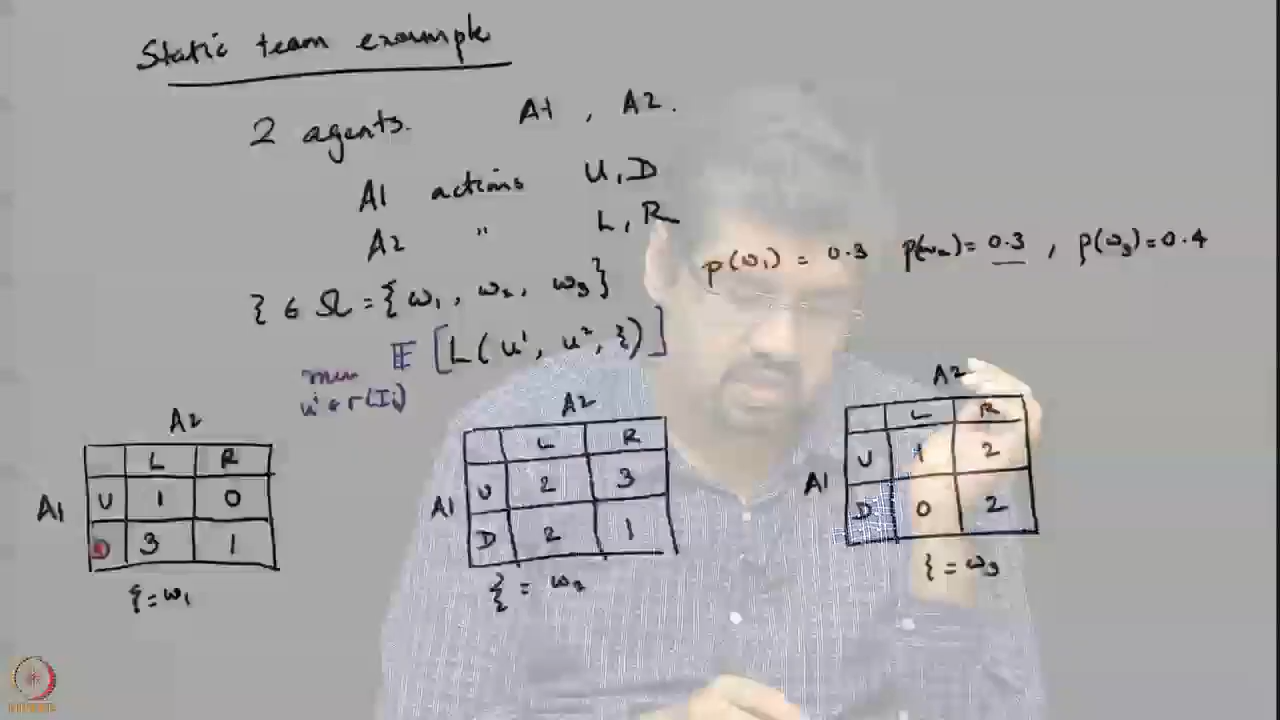 Static team example
2 agents. A1, A2.
A1 actions U, D
A2 " L, R
ξ ∈ Ω = {ω₁, ω₂, ω₃} p(ω₁) = 0.3 p(ω₂) = 0.3, p(ω₃) = 0.4
min 𝔼 [L(u¹, u², ξ)]
uⁱ ∈ Γ(Iᵢ)
A2
L R
A1 U 1 0
D 3 1
ξ = ω₁
A2
L R
A1 U 2 3
D 2 1
ξ = ω₂
A2
L R
A1 U 1 2
D 0 2
ξ = ω₃